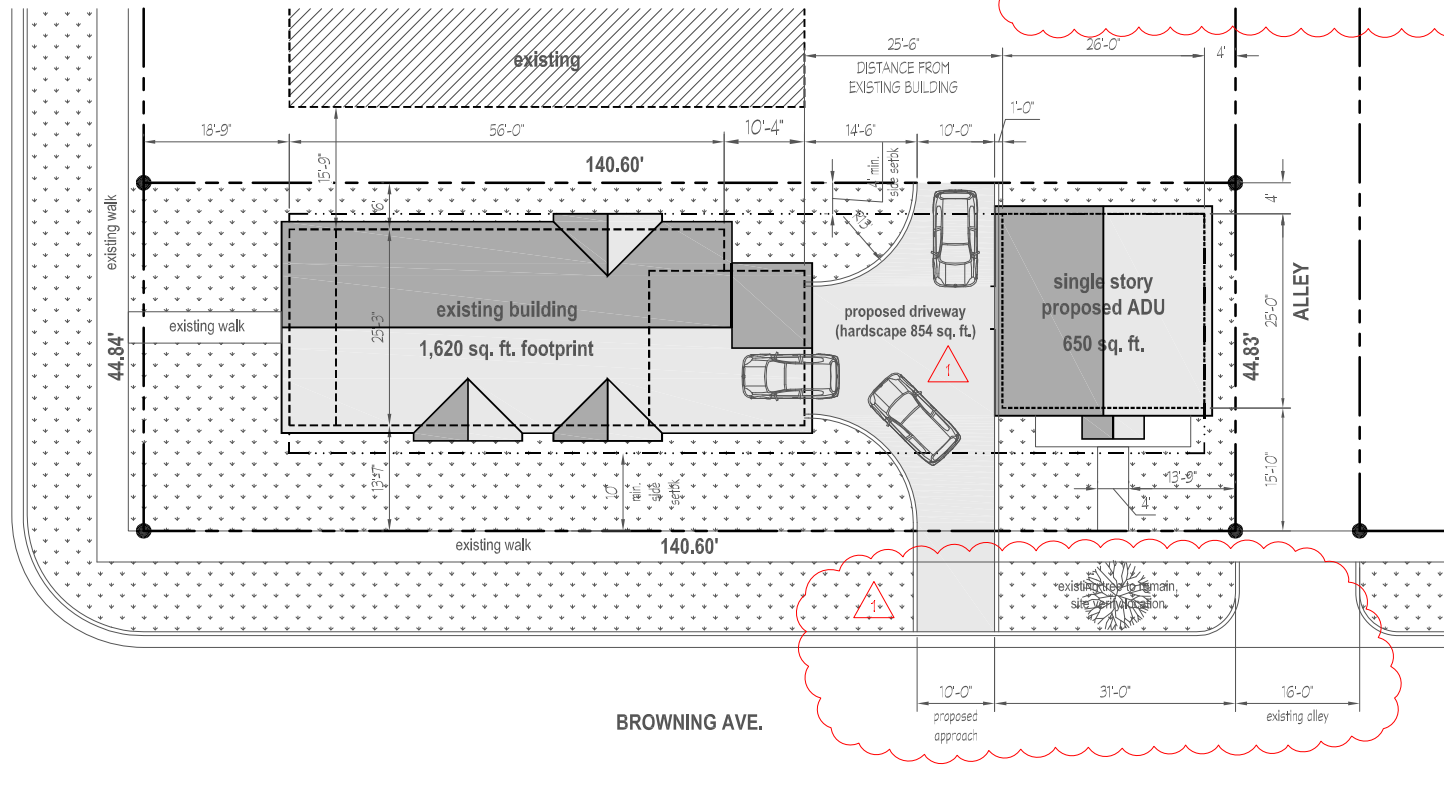 existing
25'-6"
DISTANCE FROM
EXISTING BUILDING
26'-0"
4'
1'-0"
18'-9"
56'-0"
10'-4"
14'-6"
10'-0"
140.60'
15'-9"
6'
4' min.
side setbk
4'
existing walk
existing walk
44.84'
existing building
25'-3"
1,620 sq. ft. footprint
proposed driveway
(hardscape 854 sq. ft.)
1
single story
proposed ADU
650 sq. ft.
25'-0"
ALLEY
44.83'
13'-7"
10'
min.
side
setbk
13'-9"
4'
15'-10"
existing walk
140.60'
1
existing tree to remain,
site verify location
BROWNING AVE.
10'-0"
proposed
approach
31'-0"
16'-0"
existing alley